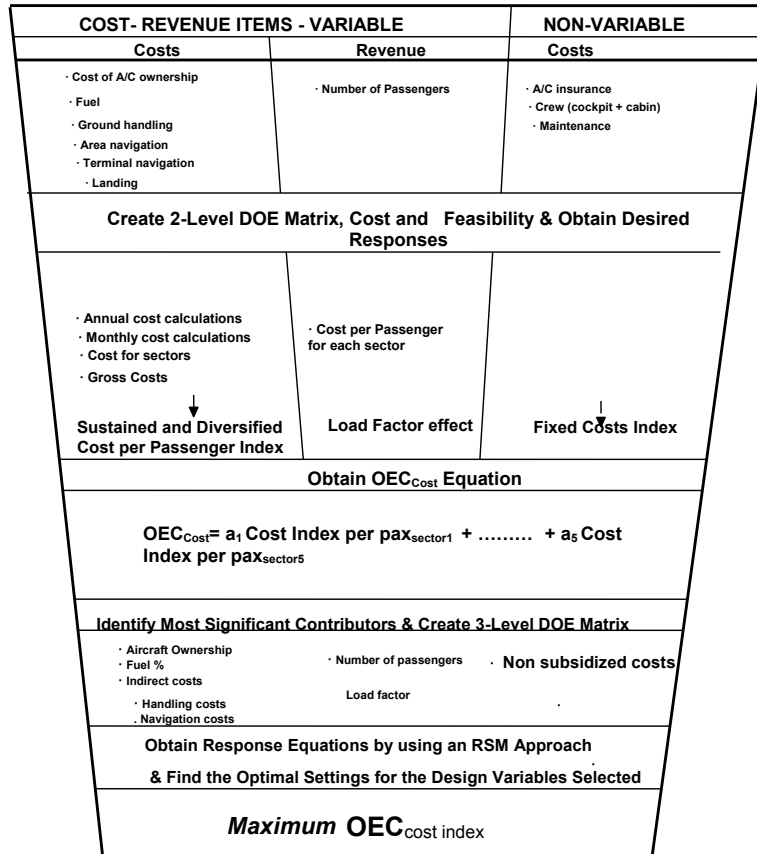 COST- REVENUE ITEMS - VARIABLE
NON-VARIABLE
Costs
Revenue
Costs
· Cost of A/C ownership
· Fuel
· Ground handling
· Area navigation
· Terminal navigation
· Landing
· Number of Passengers
· A/C insurance
· Crew (cockpit + cabin)
· Maintenance
Create 2-Level DOE Matrix, Cost and Feasibility & Obtain Desired
Responses
· Annual cost calculations
· Monthly cost calculations
· Cost for sectors
· Gross Costs
· Cost per Passenger
for each sector
Sustained and Diversified
Cost per Passenger Index
Load Factor effect
Fixed Costs Index
Obtain OECCost Equation
OECCost= a1 Cost Index per paxsector1 + ......... + a5 Cost
Index per paxsector5
Identify Most Significant Contributors & Create 3-Level DOE Matrix
· Aircraft Ownership
· Fuel %
· Indirect costs
· Handling costs
. Navigation costs
· Number of passengers
Load factor
· Non subsidized costs
.
Obtain Response Equations by using an RSM Approach
.
& Find the Optimal Settings for the Design Variables Selected
Maximum OECcost index